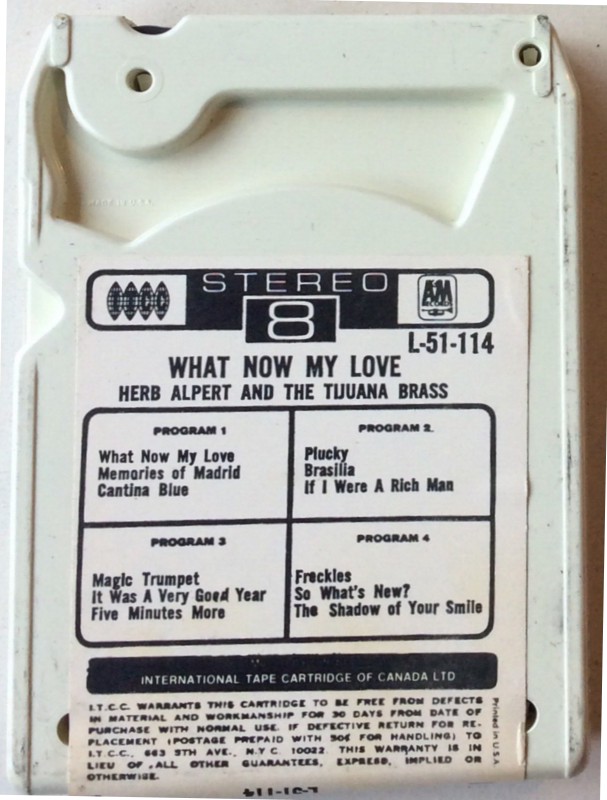 MADE IN U.S.A.
STEREO
8
ITCC
A&M
RECORDS
L-51-114
WHAT NOW MY LOVE
HERB ALPERT AND THE TIJUANA BRASS
PROGRAM 1
What Now My Love
Memories of Madrid
Cantina Blue
PROGRAM 2.
Plucky
Brasilia
If I Were A Rich Man
PROGRAM 3
Magic Trumpet
It Was A Very Good Year
Five Minutes More
PROGRAM 4
Freckles
So What's New?
The Shadow of Your Smile
INTERNATIONAL TAPE CARTRIDGE OF CANADA LTD
I.T.C.C. WARRANTS THIS CARTRIDGE TO BE FREE FROM DEFECTS
IN MATERIAL AND WORKMANSHIP FOR 30 DAYS FROM DATE OF
PURCHASE WITH NORMAL USE. IF DEFECTIVE RETURN FOR RE-
PLACEMENT (POSTAGE PREPAID WITH 50¢ FOR HANDLING) TO
I.T.C.C., 663 5TH AVE., N.Y.C. 10022. THIS WARRANTY IS IN
LIEU OF ALL OTHER GUARANTEES, EXPRESS, IMPLIED OR
OTHERWISE.
Printed in U.S.A.
L-51-114